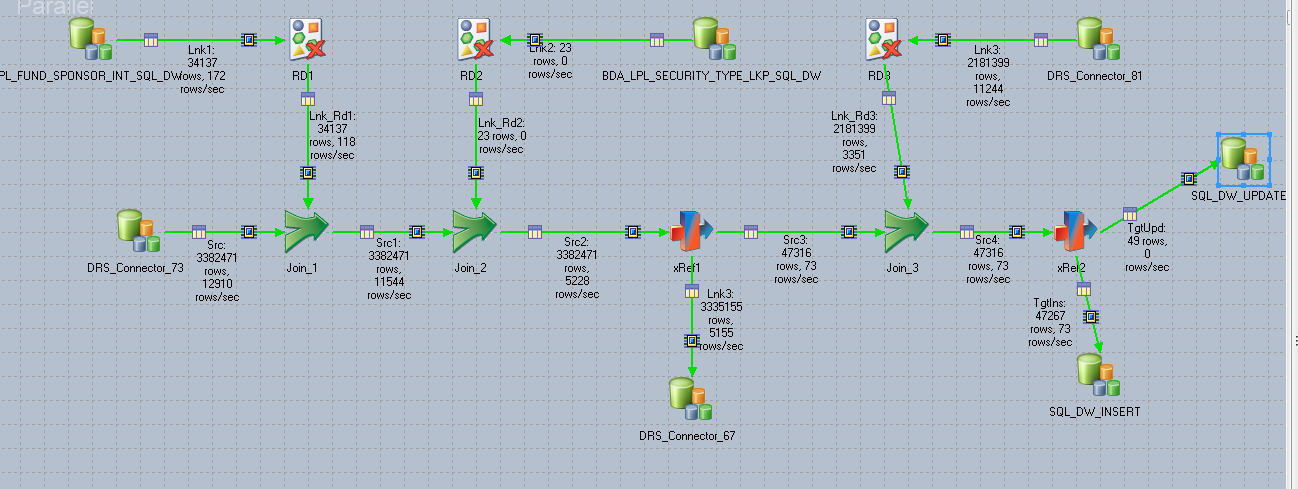 Parallel
Lnk1:
34137
rows, 172
rows/sec
PL_FUND_SPONSOR_INT_SQL_DW
RD1
Lnk2: 23
rows, 0
rows/sec
RD2
BDA_LPL_SECURITY_TYPE_LKP_SQL_DW
Lnk3:
2181399
rows,
11244
rows/sec
RD3
DRS_Connector_81
Lnk_Rd1:
34137
rows, 118
rows/sec
Lnk_Rd2:
23 rows, 0
rows/sec
Lnk_Rd3:
2181399
rows,
3351
rows/sec
SQL_DW_UPDATE
DRS_Connector_73
Src:
3382471
rows,
12910
rows/sec
Join_1
Src1:
3382471
rows,
11544
rows/sec
Join_2
Src2:
3382471
rows,
5228
rows/sec
xRef1
Src3:
47316
rows, 73
rows/sec
Join_3
Src4:
47316
rows, 73
rows/sec
xRef2
TgtUpd:
49 rows,
0
rows/sec
Lnk3:
3335155
rows,
5155
rows/sec
TgtIns:
47267
rows, 73
rows/sec
DRS_Connector_67
SQL_DW_INSERT